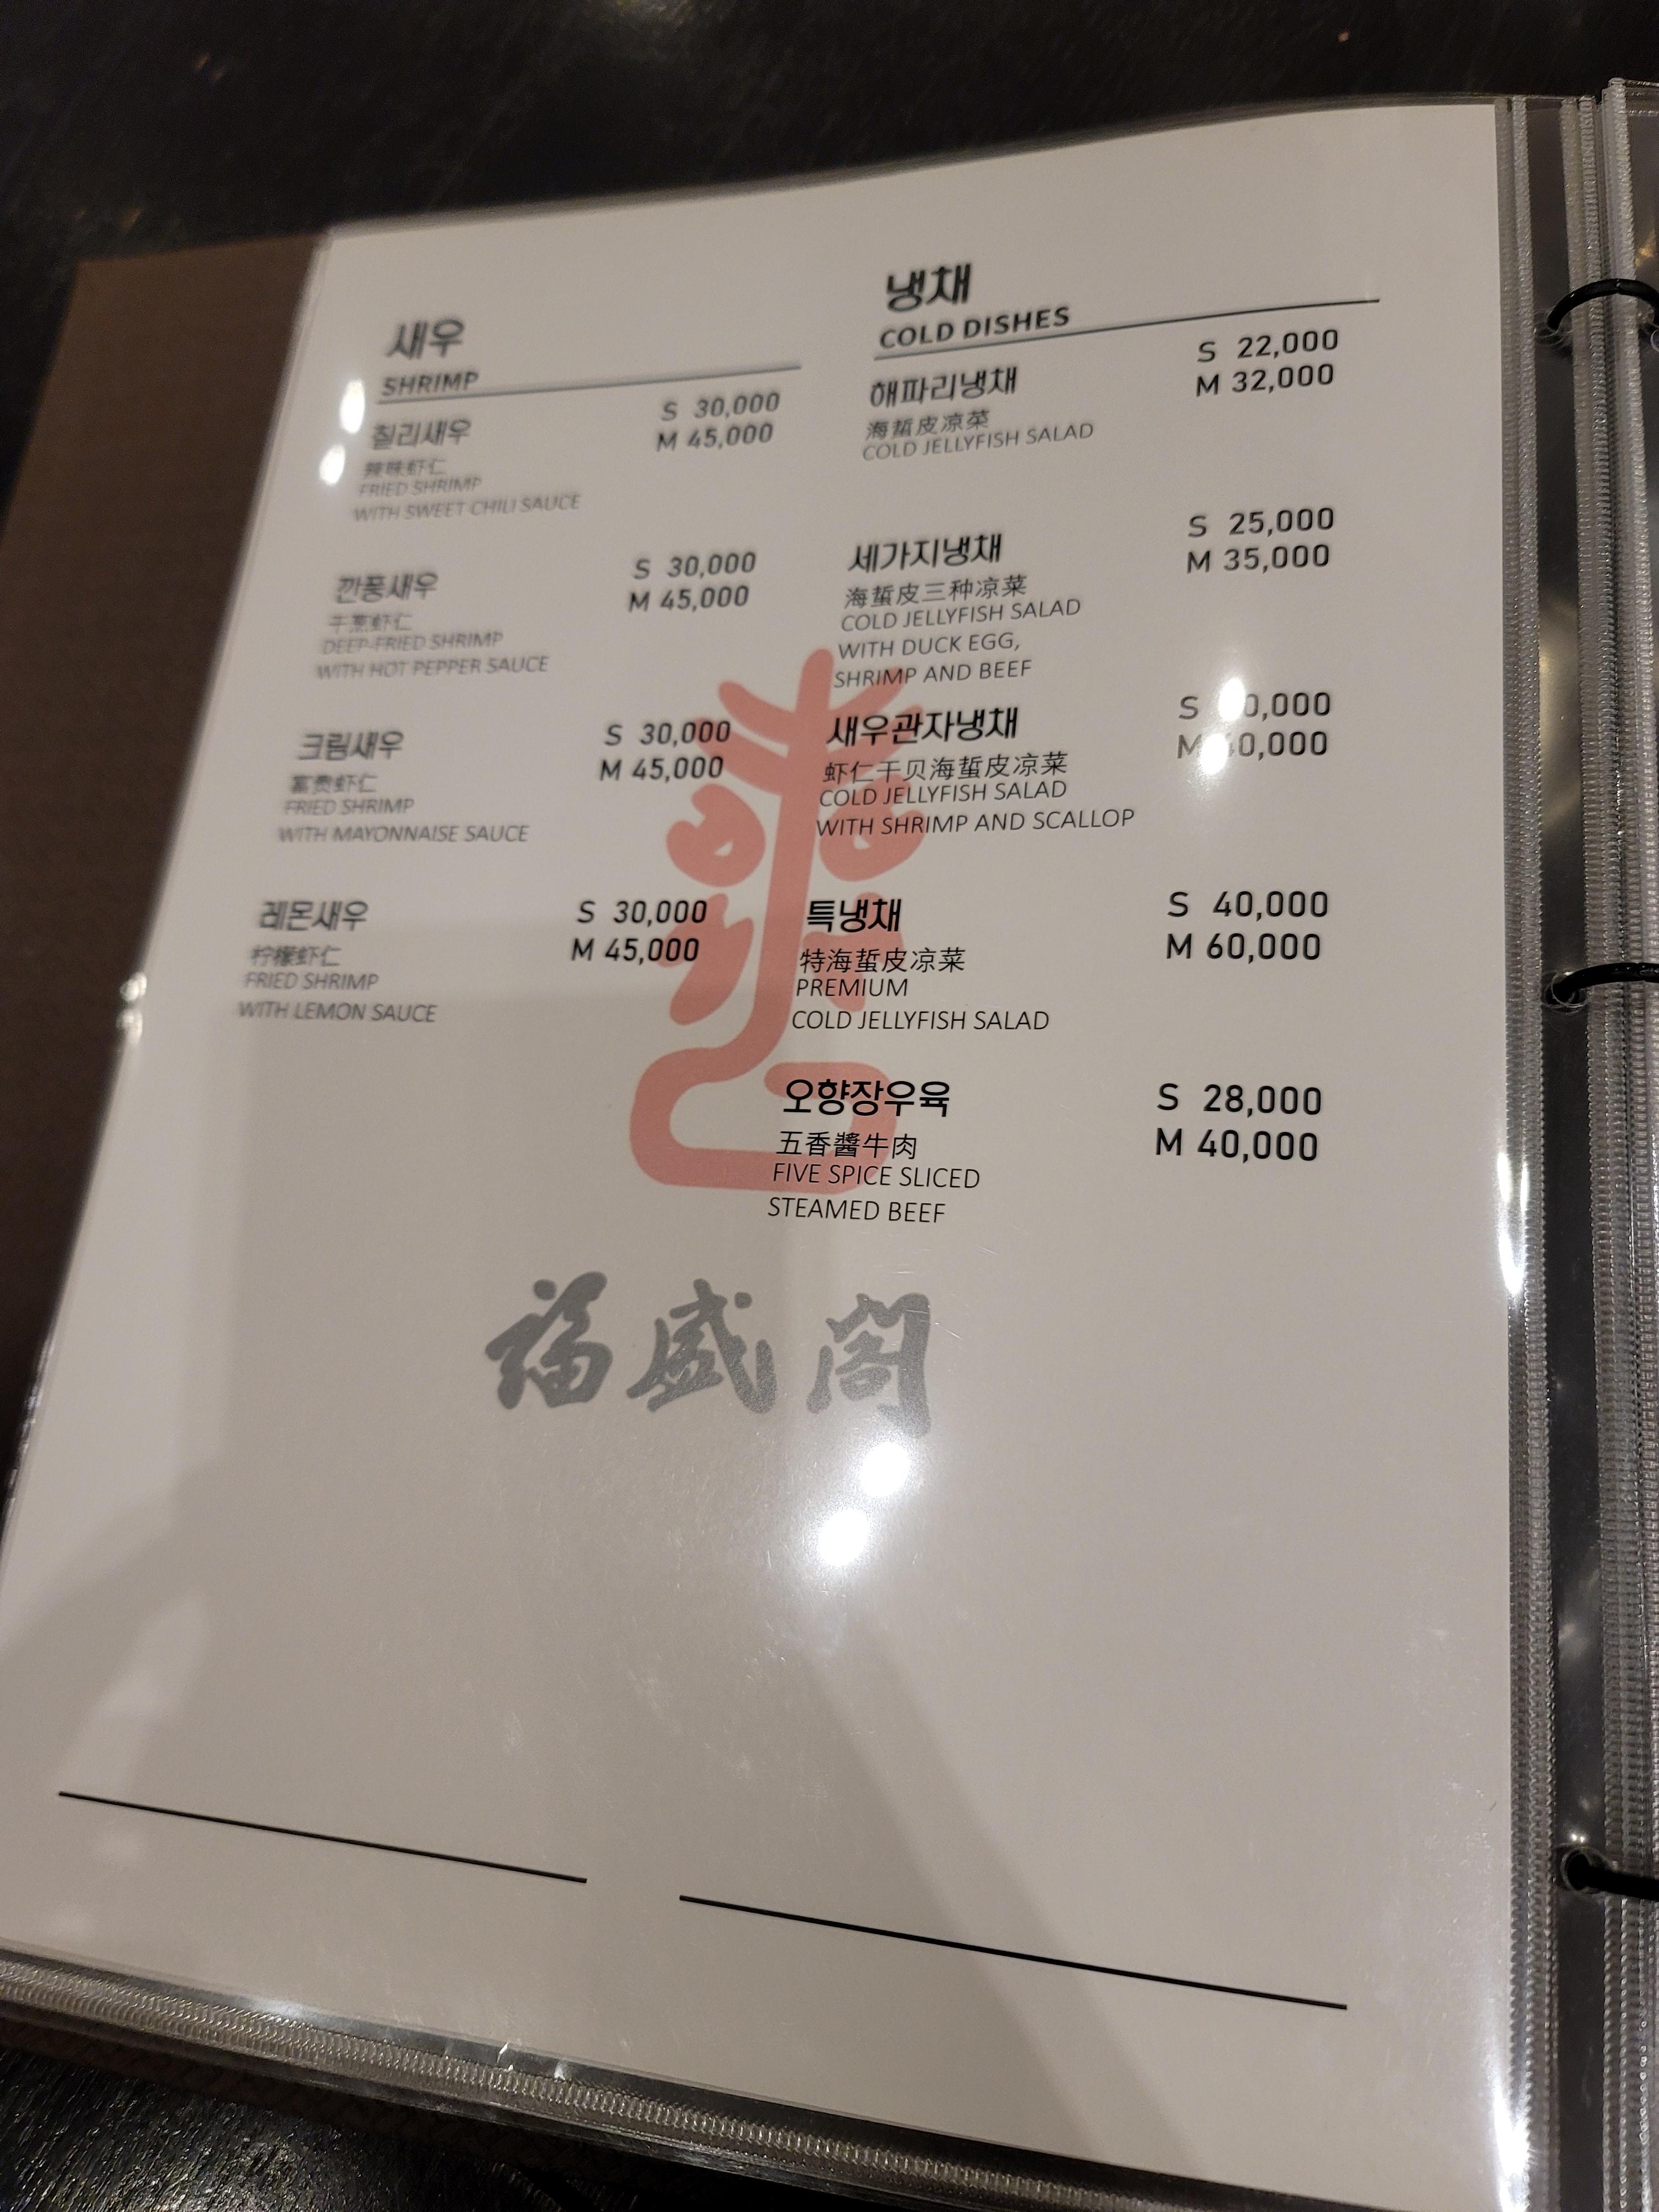 새우
SHRIMP
칠리새우
S 30,000
M 45,000
辣味虾仁
FRIED SHRIMP
WITH SWEET CHILI SAUCE
깐풍새우
S 30,000
M 45,000
干烹虾仁
DEEP-FRIED SHRIMP
WITH HOT PEPPER SAUCE
크림새우
S 30,000
M 45,000
富贵虾仁
FRIED SHRIMP
WITH MAYONNAISE SAUCE
레몬새우
S 30,000
M 45,000
柠檬虾仁
FRIED SHRIMP
WITH LEMON SAUCE
냉채
COLD DISHES
해파리냉채
S 22,000
M 32,000
海蜇皮凉菜
COLD JELLYFISH SALAD
세가지냉채
S 25,000
M 35,000
海蜇皮三种凉菜
COLD JELLYFISH SALAD
WITH DUCK EGG,
SHRIMP AND BEEF
새우관자냉채
S
M
虾仁干贝海蜇皮凉菜
COLD JELLYFISH SALAD
WITH SHRIMP AND SCALLOP
특냉채
S 40,000
M 60,000
特海蜇皮凉菜
PREMIUM
COLD JELLYFISH SALAD
오향장우육
S 28,000
M 40,000
五香醬牛肉
FIVE SPICE SLICED
STEAMED BEEF
福盛阁